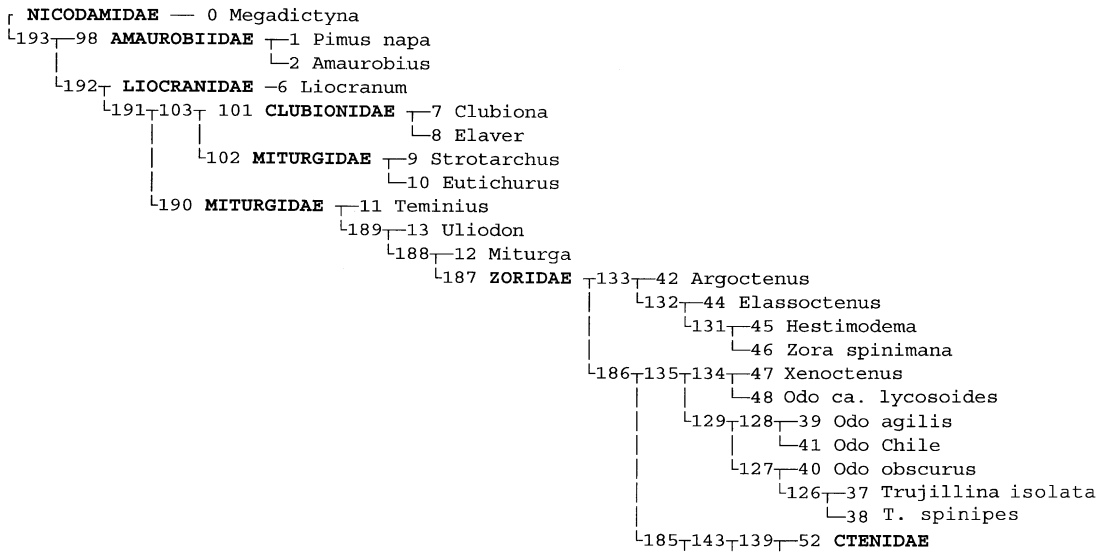 NICODAMIDAE — 0 Megadictyna
193 98 AMAUROBIIDAE 1 Pimus napa
2 Amaurobius
192 LIOCRANIDAE 6 Liocranum
191 103 101 CLUBIONIDAE 7 Clubiona
8 Elaver
102 MITURGIDAE 9 Strotarchus
10 Eutichurus
190 MITURGIDAE 11 Teminius
189 13 Uliodon
188 12 Miturga
187 ZORIDAE 133 42 Argoctenus
132 44 Elassoctenus
131 45 Hestimodema
46 Zora spinimana
186 135 134 47 Xenoctenus
48 Odo ca. lycosoides
129 128 39 Odo agilis
41 Odo Chile
127 40 Odo obscurus
126 37 Trujillina isolata
38 T. spinipes
185 143 139 52 CTENIDAE